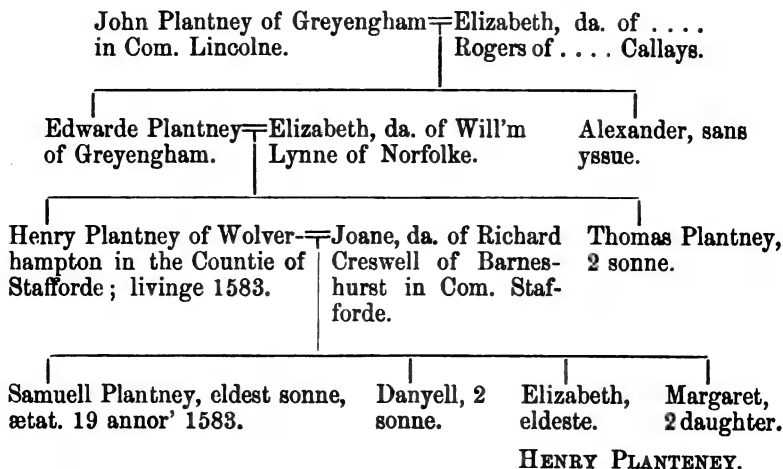 John Plantney of Greyengham Elizabeth, da. of . . . .
in Com. Lincolne. Rogers of . . . . Callays.
Edwarde Plantney Elizabeth, da. of Will'm Alexander, sans
of Greyengham. Lynne of Norfolke. yssue.
Henry Plantney of Wolver- Joane, da. of Richard Thomas Plantney,
hampton in the Countie of Creswell of Barnes- 2 sonne.
Stafforde ; livinge 1583. hurst in Com. Staf-
forde.
Samuell Plantney, eldest sonne, Danyell, 2 Elizabeth, Margaret,
ætat. 19 annor' 1583. sonne. eldeste. 2 daughter.
HENRY PLANTENEY.